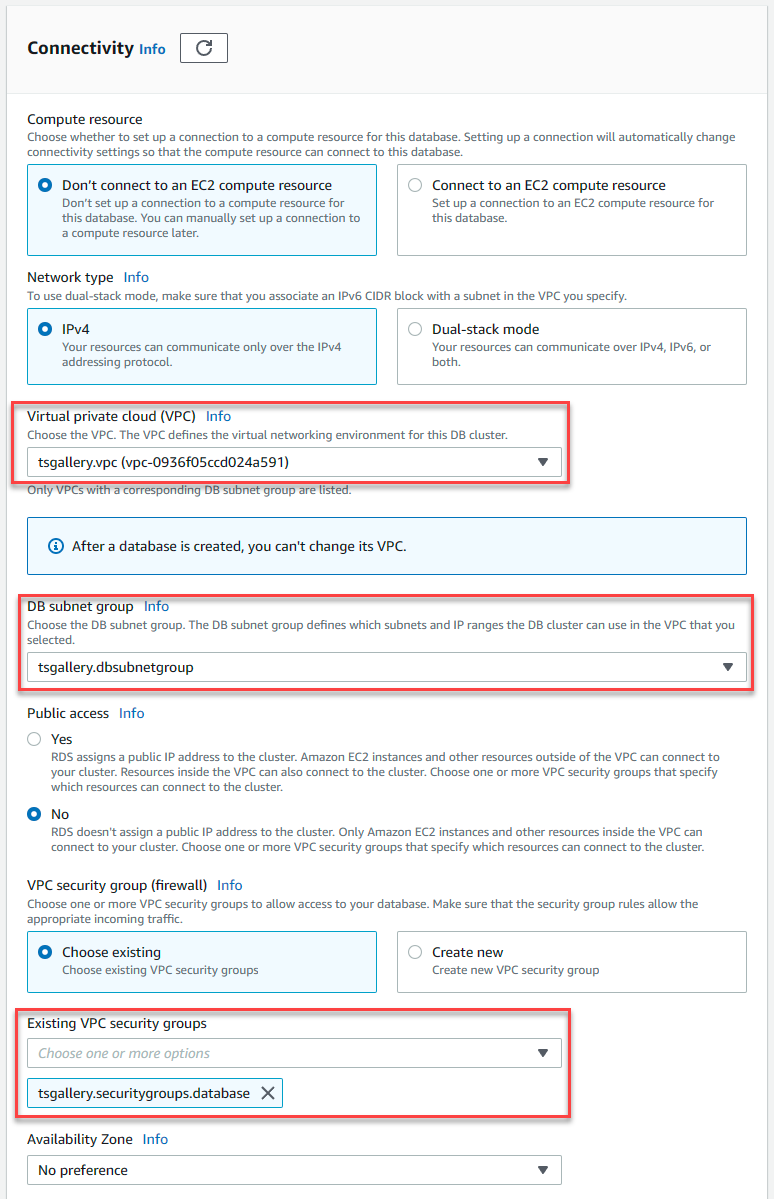 Connectivity Info
Compute resource
Choose whether to set up a connection to a compute resource for this database. Setting up a connection will automatically change
connectivity settings so that the compute resource can connect to this database.
Don't connect to an EC2 compute resource
Don't set up a connection to a compute resource for
this database. You can manually set up a connection to
a compute resource later.
Connect to an EC2 compute resource
Set up a connection to an EC2 compute resource for
this database.
Network type Info
To use dual-stack mode, make sure that you associate an IPv6 CIDR block with a subnet in the VPC you specify.
IPv4
Your resources can communicate only over the IPv4
addressing protocol.
Dual-stack mode
Your resources can communicate over IPv4, IPv6, or
both.
Virtual private cloud (VPC) Info
Choose the VPC. The VPC defines the virtual networking environment for this DB cluster.
tsgallery.vpc (vpc-0936f05ccd024a591)
Only VPCs with a corresponding DB subnet group are listed.
After a database is created, you can't change its VPC.
DB subnet group Info
Choose the DB subnet group. The DB subnet group defines which subnets and IP ranges the DB cluster can use in the VPC that you
selected.
tsgallery.dbsubnetgroup
Public access Info
Yes
RDS assigns a public IP address to the cluster. Amazon EC2 instances and other resources outside of the VPC can connect to
your cluster. Resources inside the VPC can also connect to the cluster. Choose one or more VPC security groups that specify
which resources can connect to the cluster.
No
RDS doesn't assign a public IP address to the cluster. Only Amazon EC2 instances and other resources inside the VPC can
connect to your cluster. Choose one or more VPC security groups that specify which resources can connect to the cluster.
VPC security group (firewall) Info
Choose one or more VPC security groups to allow access to your database. Make sure that the security group rules allow the
appropriate incoming traffic.
Choose existing
Choose existing VPC security groups
Create new
Create new VPC security group
Existing VPC security groups
Choose one or more options
tsgallery.securitygroups.database
Availability Zone Info
No preference